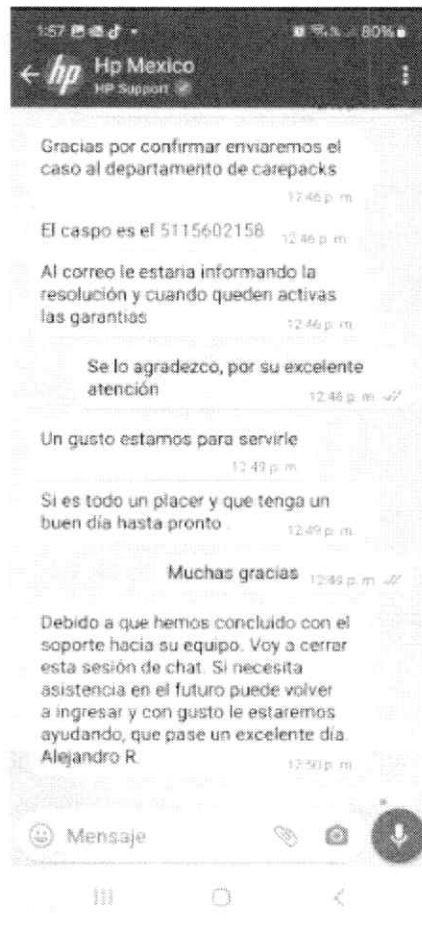 1:57
80%
hp Hp Mexico
HP Support
Gracias por confirmar enviaremos el
caso al departamento de carepacks
12:46 p. m.
El caspo es el 5115602158 12:46 p. m.
Al correo le estaria informando la
resolución y cuando queden activas
las garantias
12:46 p. m.
Se lo agradezco, por su excelente
atención
12:48 p. m.
Un gusto estamos para servirle
12:49 p. m.
Si es todo un placer y que tenga un
buen día hasta pronto .
12:49 p. m.
Muchas gracias 12:49 p. m.
Debido a que hemos concluido con el
soporte hacia su equipo. Voy a cerrar
esta sesión de chat. Si necesita
asistencia en el futuro puede volver
a ingresar y con gusto le estaremos
ayudando, que pase un excelente día.
Alejandro R.
12:50 p. m.
Mensaje